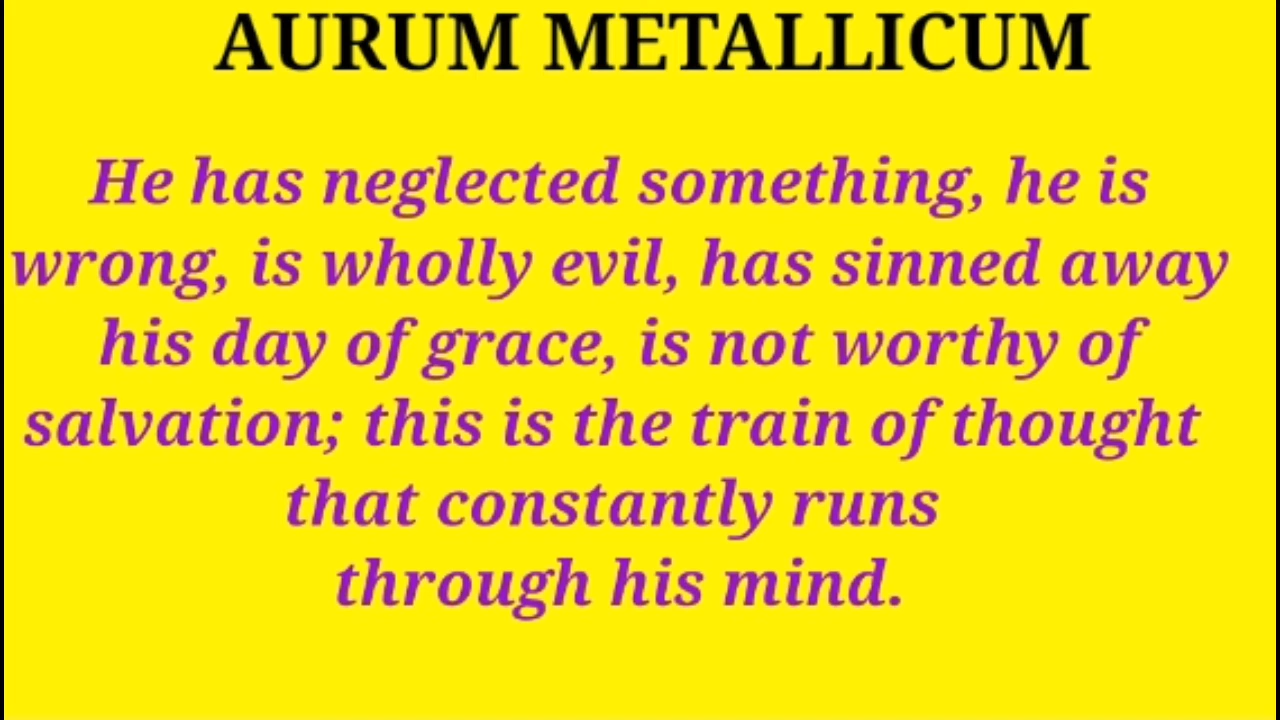 AURUM METALLICUM
He has neglected something, he is
wrong, is wholly evil, has sinned away
his day of grace, is not worthy of
salvation; this is the train of thought
that constantly runs
through his mind.